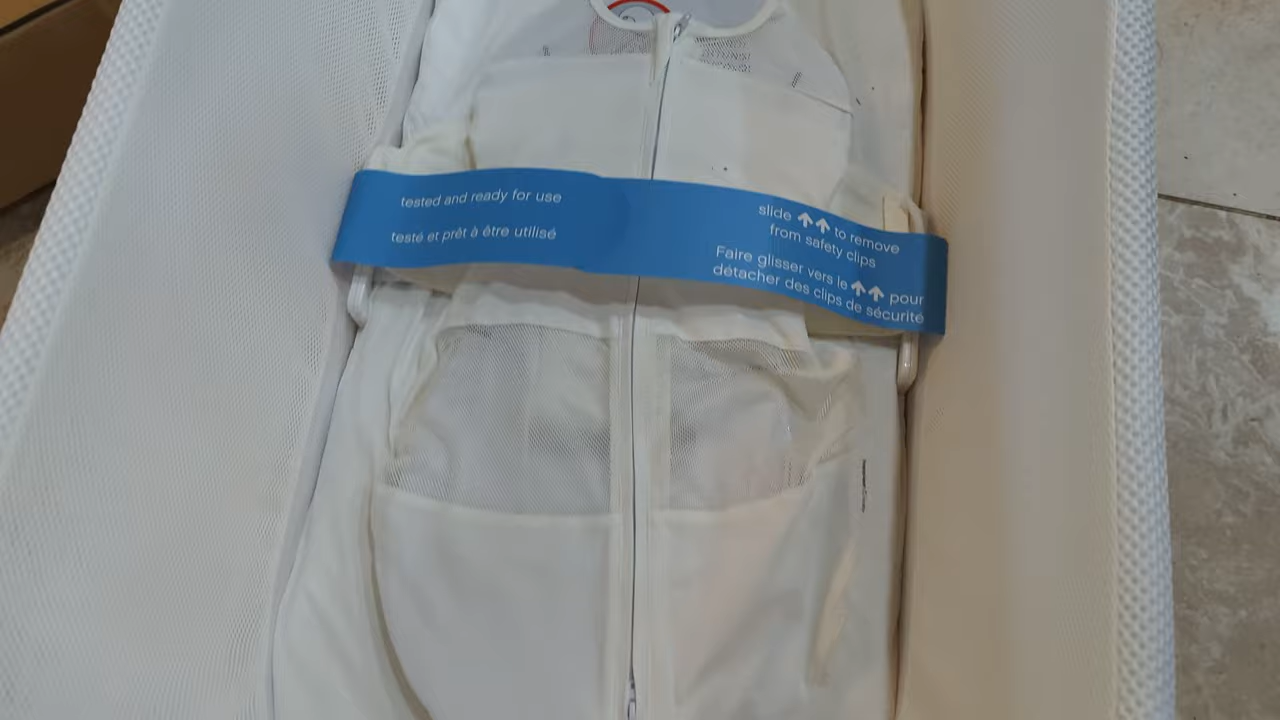 tested and ready for use
testé et prêt à être utilisé
slide ↑↑ to remove
from safety clips
Faire glisser vers le ↑↑ pour
détacher des clips de sécurité